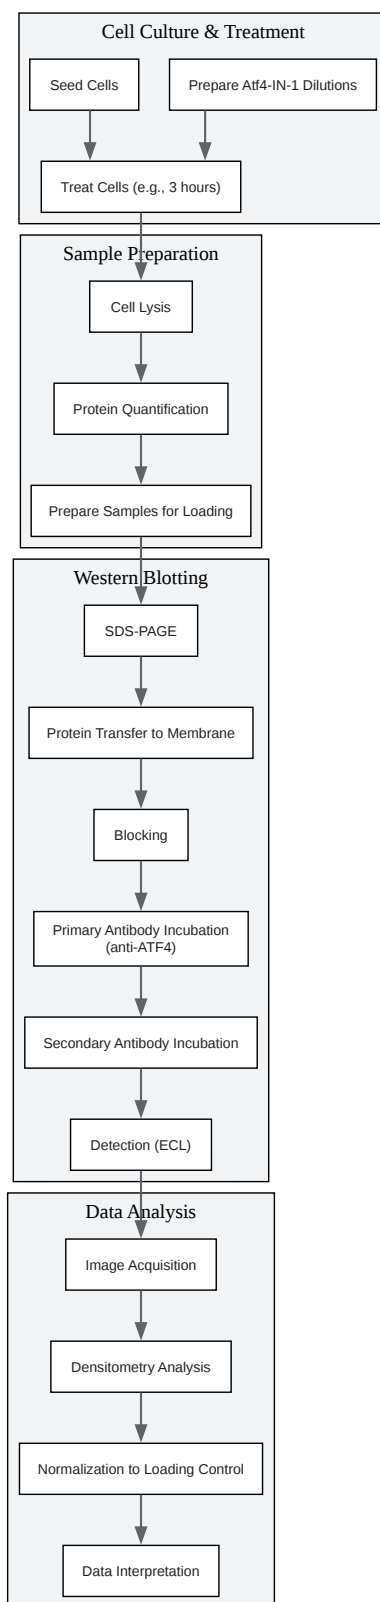 Cell Culture & Treatment
Seed Cells
Prepare Atf4-IN-1 Dilutions
Treat Cells (e.g., 3 hours)
Sample Preparation
Cell Lysis
Protein Quantification
Prepare Samples for Loading
Western Blotting
SDS-PAGE
Protein Transfer to Membrane
Blocking
Primary Antibody Incubation
(anti-ATF4)
Secondary Antibody Incubation
Detection (ECL)
Data Analysis
Image Acquisition
Densitometry Analysis
Normalization to Loading Control
Data Interpretation